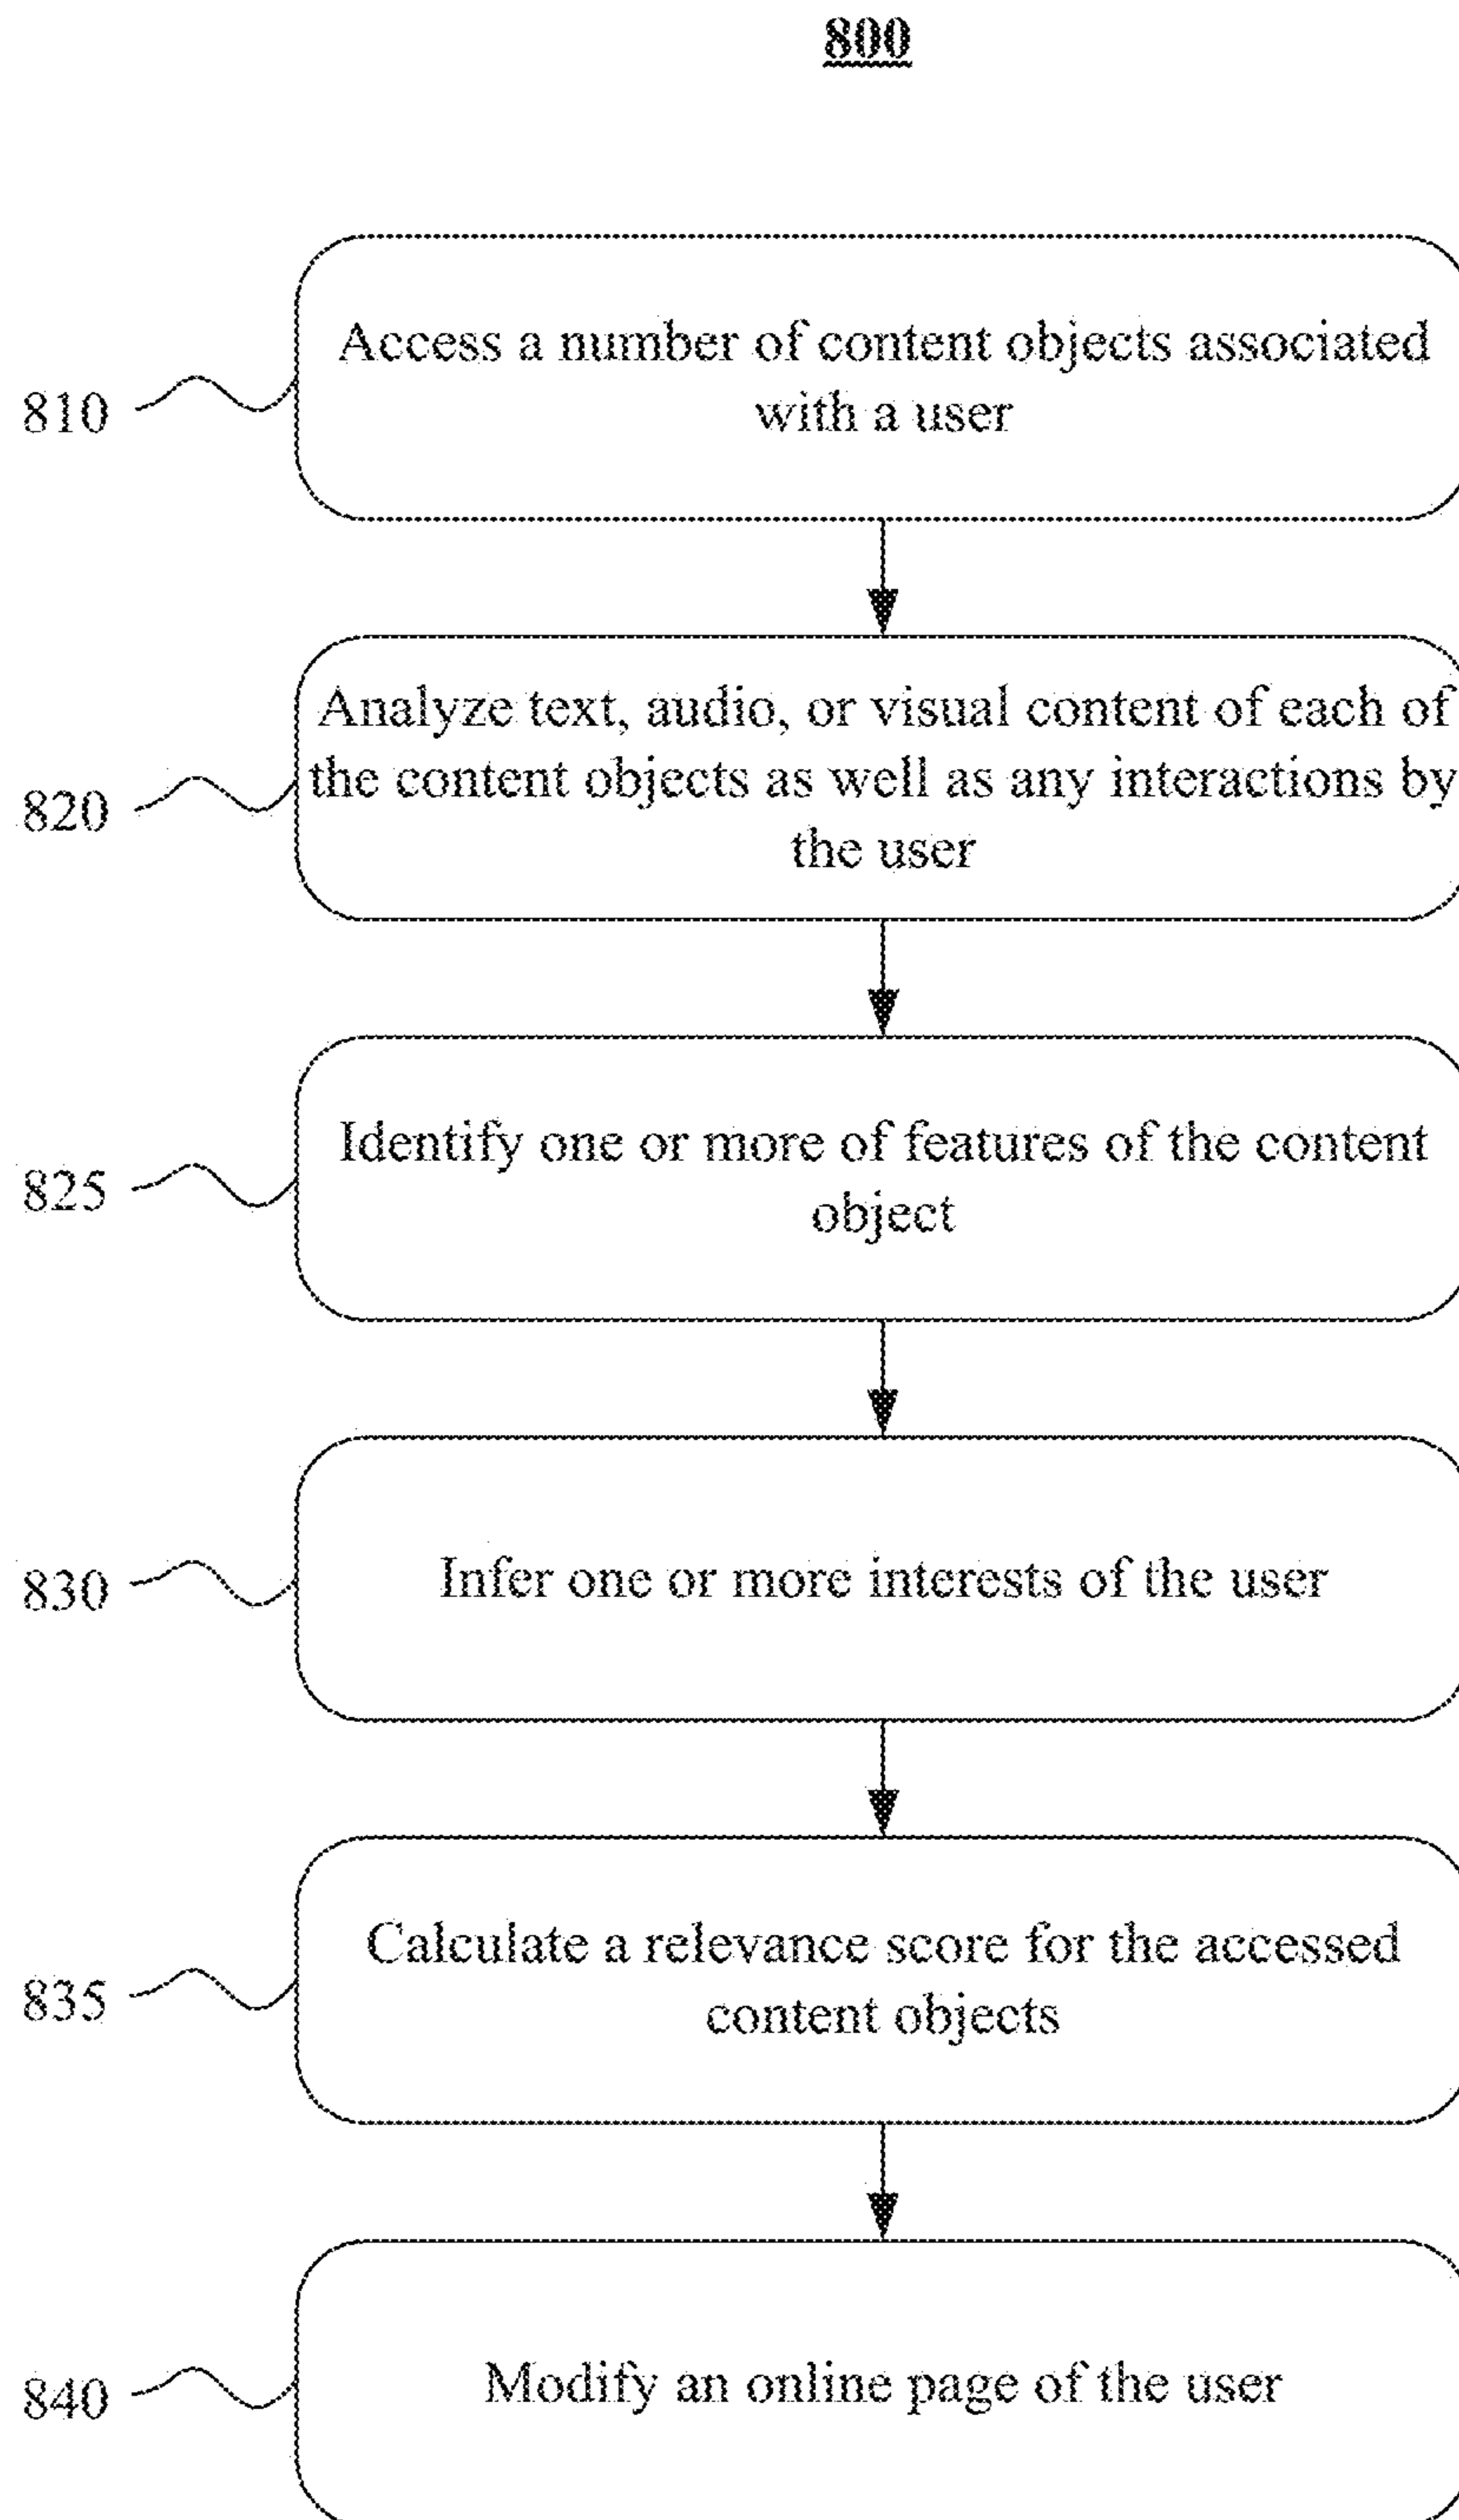 800
Access a number of content objects associated
with a user
810
Analyze text, audio, or visual content of each of
the content objects as well as any interactions by
the user
820
Identify one or more of features of the content
object
825
Infer one or more interests of the user
830
Calculate a relevance score for the accessed
content objects
835
Modify an online page of the user
840